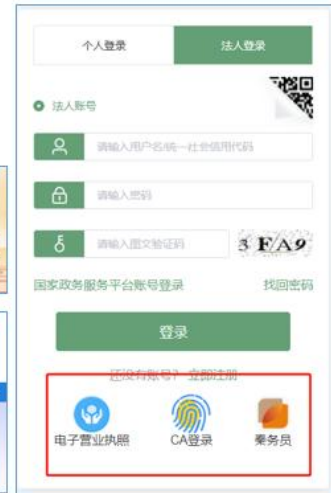 个人登录 法人登录
法人账号
请输入用户名/统一社会信用代码
请输入密码
请输入图文验证码 3 FA9
国家政务服务平台账号登录 找回密码
登录
还没有账号？ 立即注册
电子营业执照 CA登录 秦务员